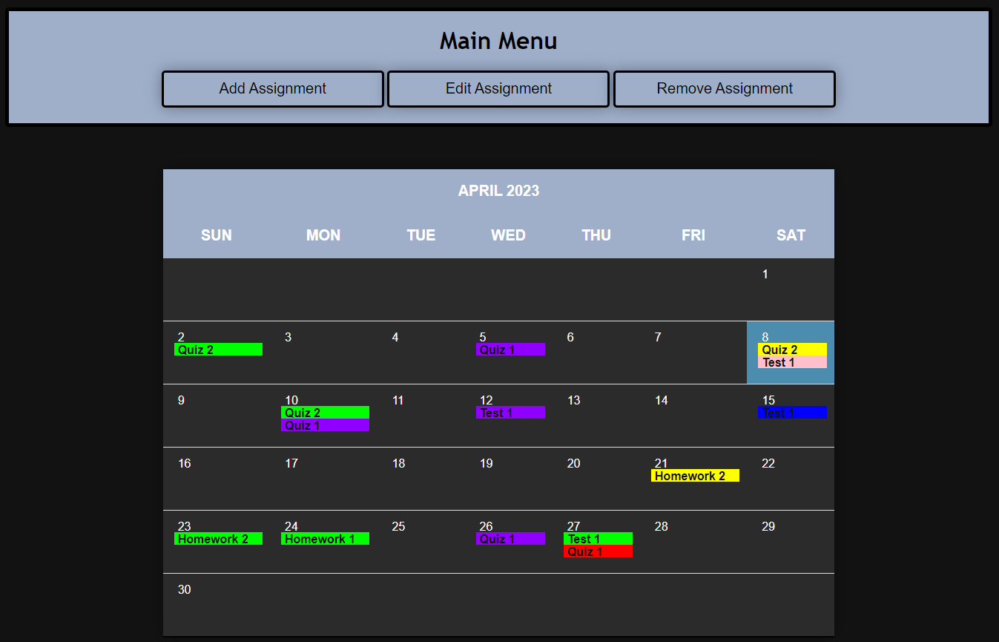 Main Menu
Add Assignment Edit Assignment Remove Assignment
APRIL 2023
SUN MON TUE WED THU FRI SAT
1
2 3 4 5 6 7 8
Quiz 2 Quiz 1 Quiz 2
Test 1
9 10 11 12 13 14 15
Quiz 2 Test 1 Test 1
Quiz 1
16 17 18 19 20 21 22
Homework 2
23 24 25 26 27 28 29
Homework 2 Homework 1 Quiz 1 Test 1
Quiz 1
30